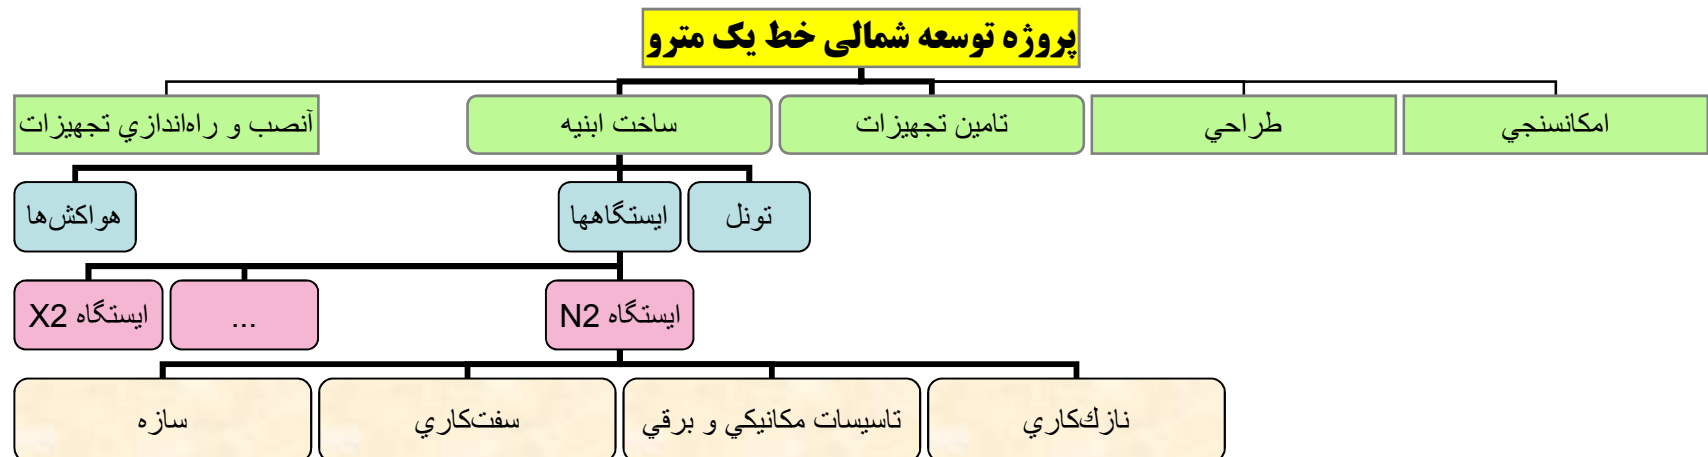 پروژه توسعه شمالی خط یک مترو
امكانسنجي
طراحي
تامين تجهيزات
ساخت ابنيه
آنصب و راه‌اندازي تجهيزات
تونل
ايستگاهها
هواكش‌ها
ايستگاه N2
...
ايستگاه X2
نازك‌كاري
تاسيسات مكانيكي و برقي
سفت‌كاري
سازه